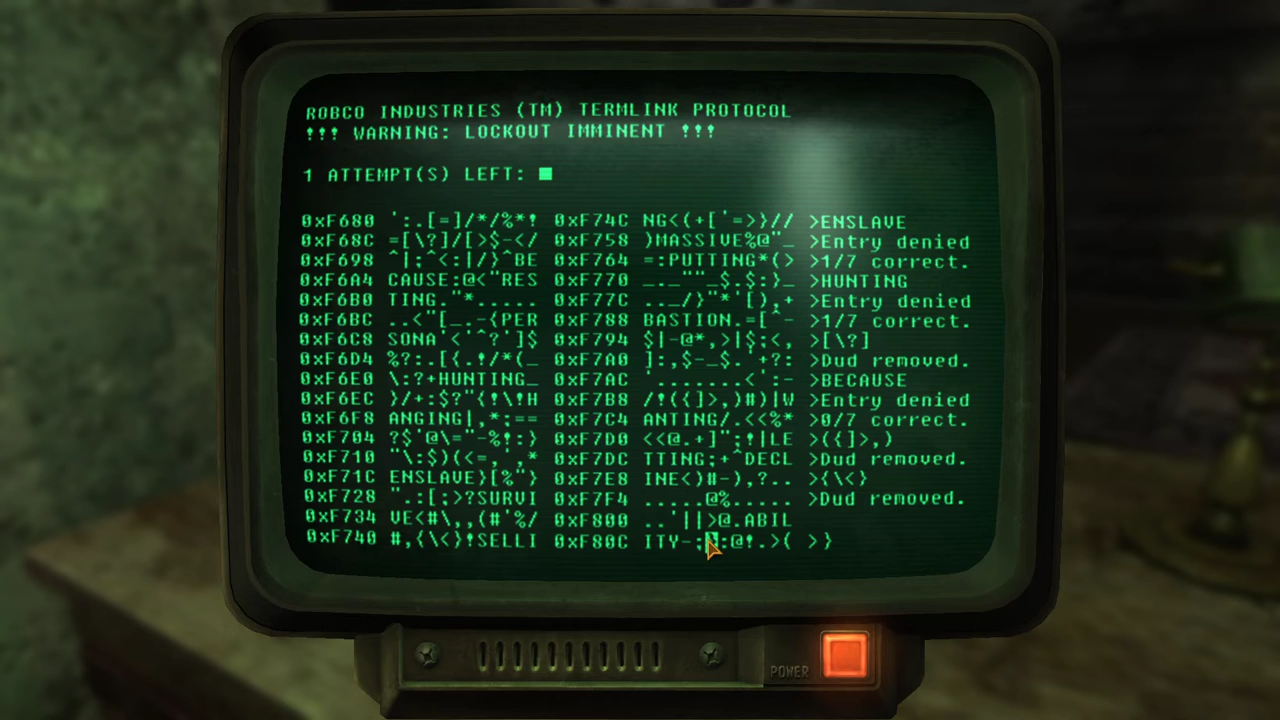 ROBCO INDUSTRIES (TM) TERMLINK PROTOCOL
!!! WARNING: LOCKOUT IMMINENT !!!
1 ATTEMPT(S) LEFT:
0xF680 ':.[=]/*/%*! 0xF74C NG<(+['=>}// >ENSLAVE
0xF68C =[\?]/[>$-</ 0xF758 )MASSIVE%@"_ >Entry denied
0xF698 ^|;^<:|/}^BE 0xF764 =:PUTTING*(> >1/7 correct.
0xF6A4 CAUSE:@<"RES 0xF770 _._""_$.$:}_ >HUNTING
0xF6B0 TING."*..... 0xF77C .._/}"*'[),+ >Entry denied
0xF6BC ..<"[_.-{PER 0xF788 BASTION.=[^- >1/7 correct.
0xF6C8 SONA'<'^?']$ 0xF794 $|-@*,>|$;<, >[\?]
0xF6D4 %?:.[{.!/*(_ 0xF7A0 ]:,$-_$.'+?: >Dud removed.
0xF6E0 \:?+HUNTING_ 0xF7AC '.......<':- >BECAUSE
0xF6EC }/+:$?"{!\!H 0xF7B8 /!({]>,)#)|W >Entry denied
0xF6F8 ANGING|,*;== 0xF7C4 ANTING/.<<%* >0/7 correct.
0xF704 ?$'@\="-%!:} 0xF7D0 <<@.+]";!|LE >({]>,)
0xF710 "\:$)(<=,',* 0xF7DC TTING;+^DECL >Dud removed.
0xF71C ENSLAVE}[%"} 0xF7E8 INE<)#-),?.. >{\<}
0xF728 ".:[;>?SURVI 0xF7F4 .....@%..... >Dud removed.
0xF734 VE<#\,,(#'%/ 0xF800 ..'||>@.ABIL
0xF740 #,{\<}!SELLI 0xF80C ITY-; :@!.>( >}
POWER